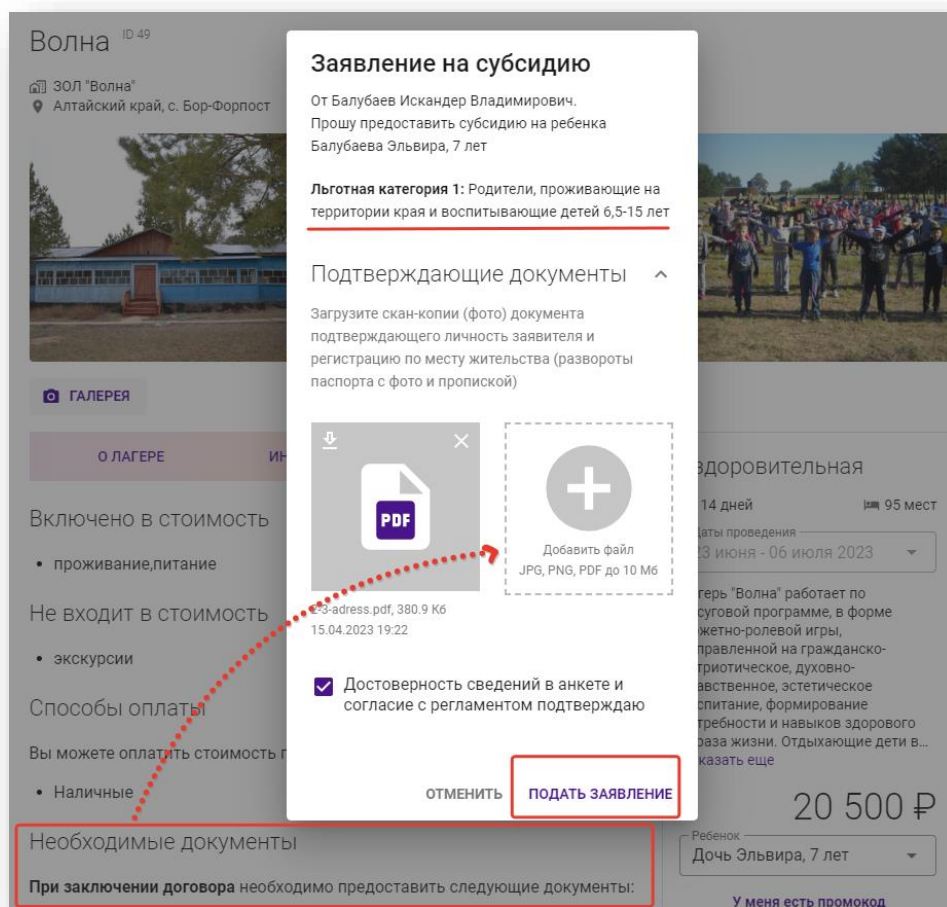 Волна ID 49
ЗОЛ "Волна"
Алтайский край, с. Бор-Форпост
ГАЛЕРЕЯ
О ЛАГЕРЕ
Включено в стоимость
• проживание,питание
Не входит в стоимость
• экскурсии
Способы оплаты
Вы можете оплатить стоимость
• Наличные
Необходимые документы
При заключении договора необходимо предоставить следующие документы:
Заявление на субсидию
От Балубаев Искандер Владимирович.
Прошу предоставить субсидию на ребенка
Балубаева Эльвира, 7 лет
Льготная категория 1: Родители, проживающие на
территории края и воспитывающие детей 6,5-15 лет
Подтверждающие документы
Загрузите скан-копии (фото) документа
подтверждающего личность заявителя и
регистрацию по месту жительства (развороты
паспорта с фото и пропиской)
PDF
Добавить файл
JPG, PNG, PDF до 10 Мб
2-3-adress.pdf, 380.9 Кб
15.04.2023 19:22
Достоверность сведений в анкете и
согласие с регламентом подтверждаю
ОТМЕНИТЬ
ПОДАТЬ ЗАЯВЛЕНИЕ
здоровительная
14 дней
95 мест
Даты проведения
23 июня - 06 июля 2023
герь "Волна" работает по
суговой программе, в форме
жетно-ролевой игры,
правленной на гражданско-
триотическое, духовно-
авственное, эстетическое
спитание, формирование
требности и навыков здорового
раза жизни. Отдыхающие дети в...
казать еще
20 500 ₽
Ребенок
Дочь Эльвира, 7 лет
У меня есть промокод